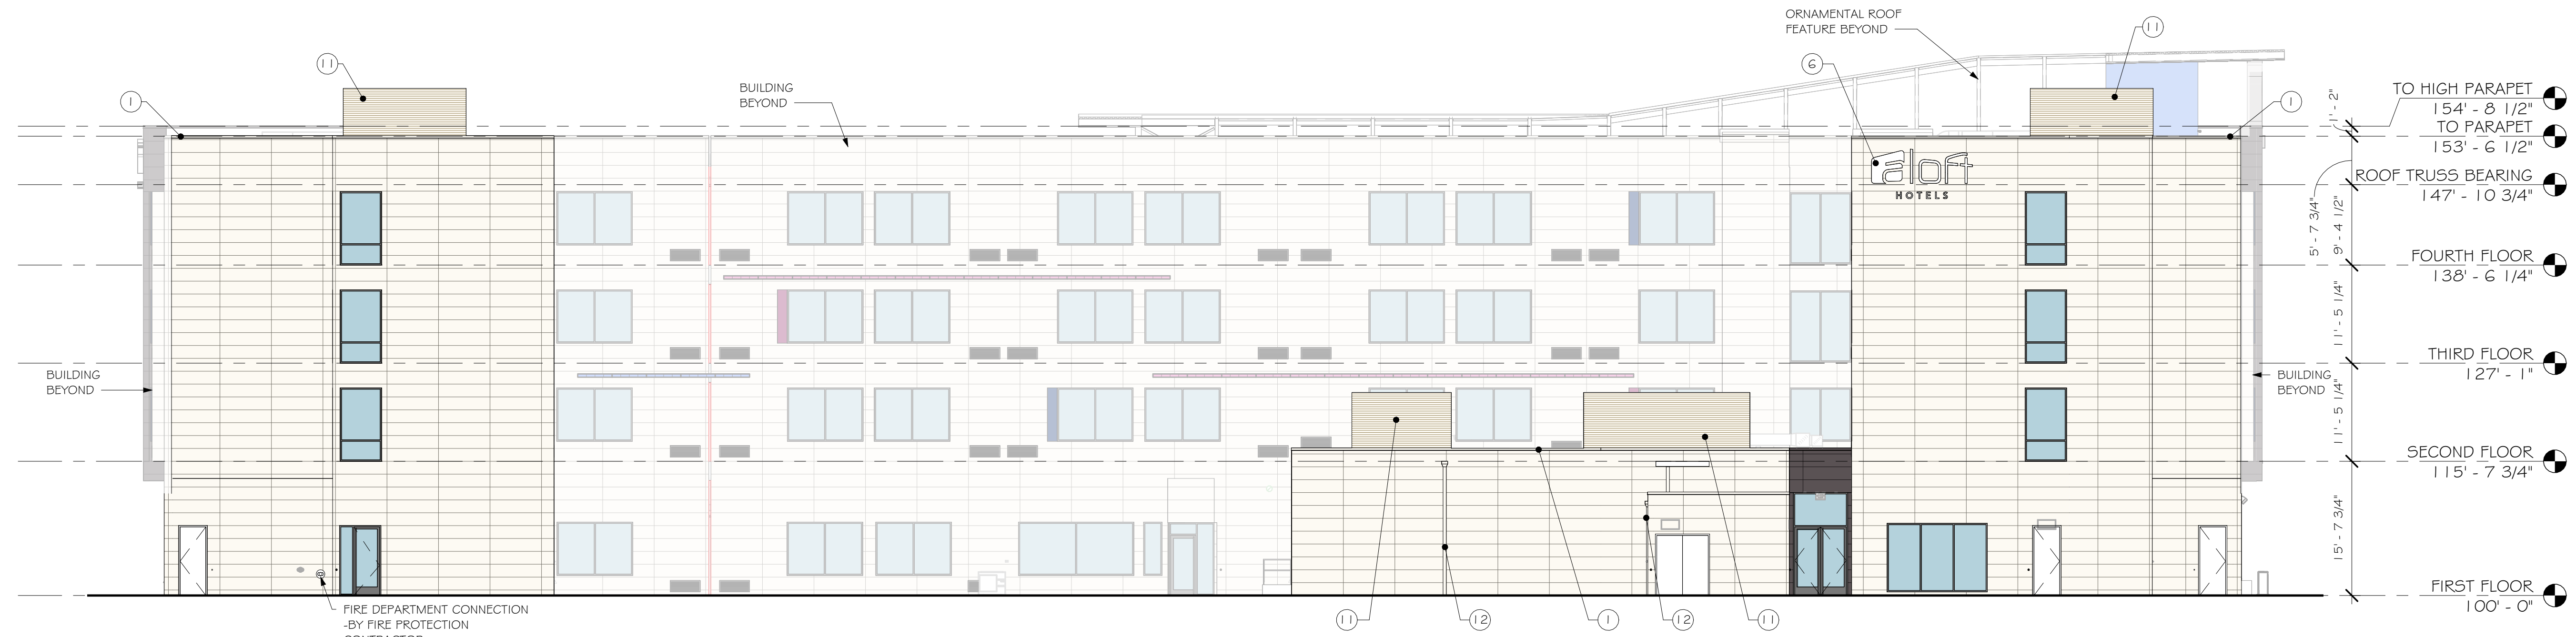 ORNAMENTAL ROOF
FEATURE BEYOND
11
6
11
1
BUILDING
BEYOND
1
TO HIGH PARAPET
154' - 8 1/2"
TO PARAPET
153' - 6 1/2"
1' - 2"
aloft
HOTELS
ROOF TRUSS BEARING
147' - 10 3/4"
5' - 7 3/4"
9' - 4 1/2"
FOURTH FLOOR
138' - 6 1/4"
11' - 5 1/4"
THIRD FLOOR
127' - 1"
BUILDING
BEYOND
BUILDING
BEYOND
11' - 5 1/4"
SECOND FLOOR
115' - 7 3/4"
15' - 7 3/4"
FIRST FLOOR
100' - 0"
FIRE DEPARTMENT CONNECTION
-BY FIRE PROTECTION
11
12
1
12
11